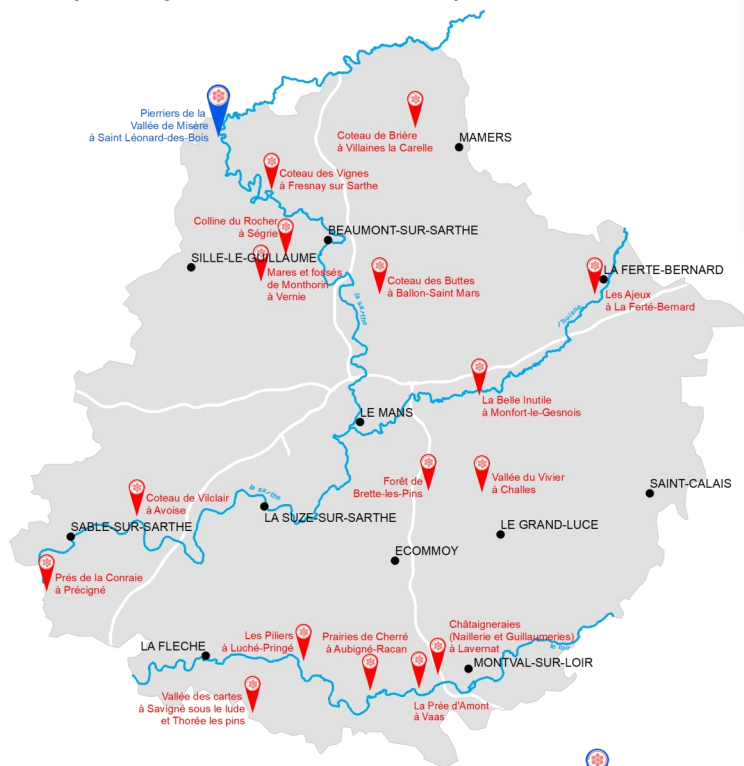 Pierriers de la
Vallée de Misère
à Saint Léonard-des-Bois
Coteau de Brière
à Villaines la Carelle
MAMERS
Coteau des Vignes
à Fresnay sur Sarthe
Colline du Rocher
à Ségrie
BEAUMONT-SUR-SARTHE
SILLE-LE-GUILLAUME
Mares et fossés
de Monthorin
à Vernie
Coteau des Buttes
à Ballon-Saint Mars
LA FERTE-BERNARD
Les Ajeux
à La Ferté-Bernard
la sarthe
l'huisne
La Belle Inutile
à Monfort-le-Gesnois
LE MANS
Forêt de
Brette-les-Pins
Vallée du Vivier
à Challes
SAINT-CALAIS
Coteau de Vilclair
à Avoise
la sarthe
LA SUZE-SUR-SARTHE
SABLE-SUR-SARTHE
LE GRAND-LUCE
ECOMMOY
Prés de la Conraie
à Précigné
Châtaigneraies
(Naillerie et Guillaumeries)
à Lavernat
Les Piliers
à Luché-Pringé
Prairies de Cherré
à Aubigné-Racan
LA FLECHE
le loir
MONTVAL-SUR-LOIR
Vallée des cartes
à Savigné sous le lude
et Thorée les pins
La Prée d'Amont
à Vaas